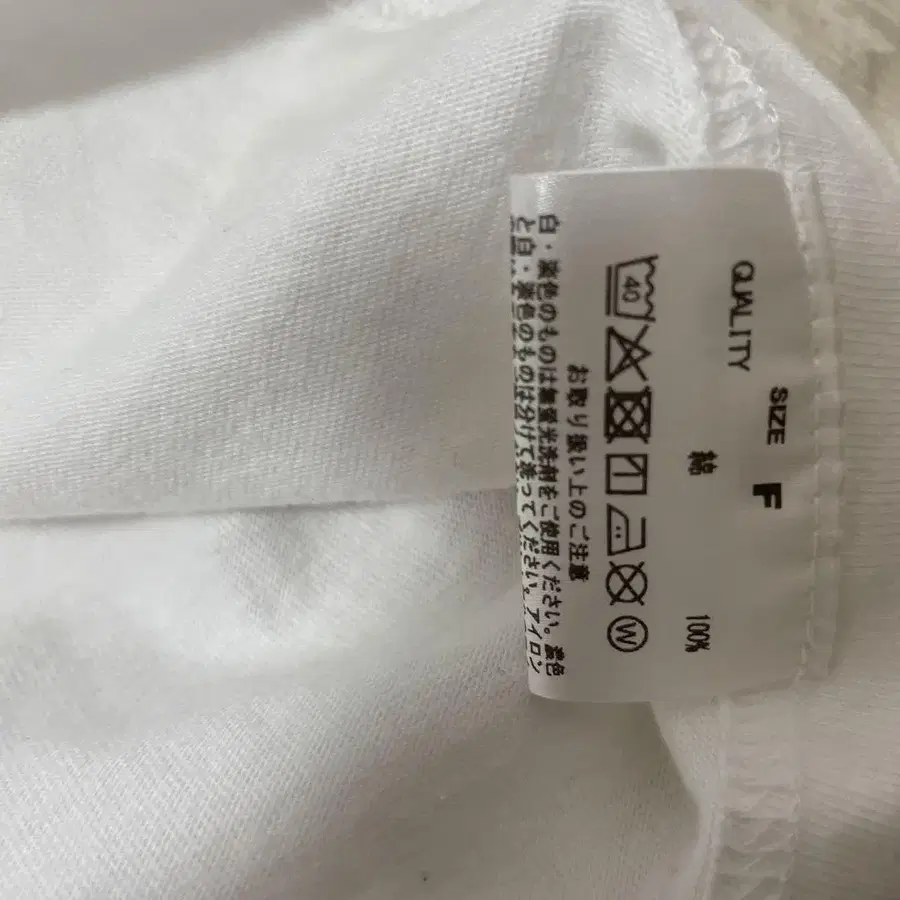 SIZE F
QUALITY
綿 100%
40 W
お取り扱い上のご注意
白・淡色のものは無蛍光洗剤をご使用ください。濃色
と白・淡色のものは分けて洗ってください。アイロン